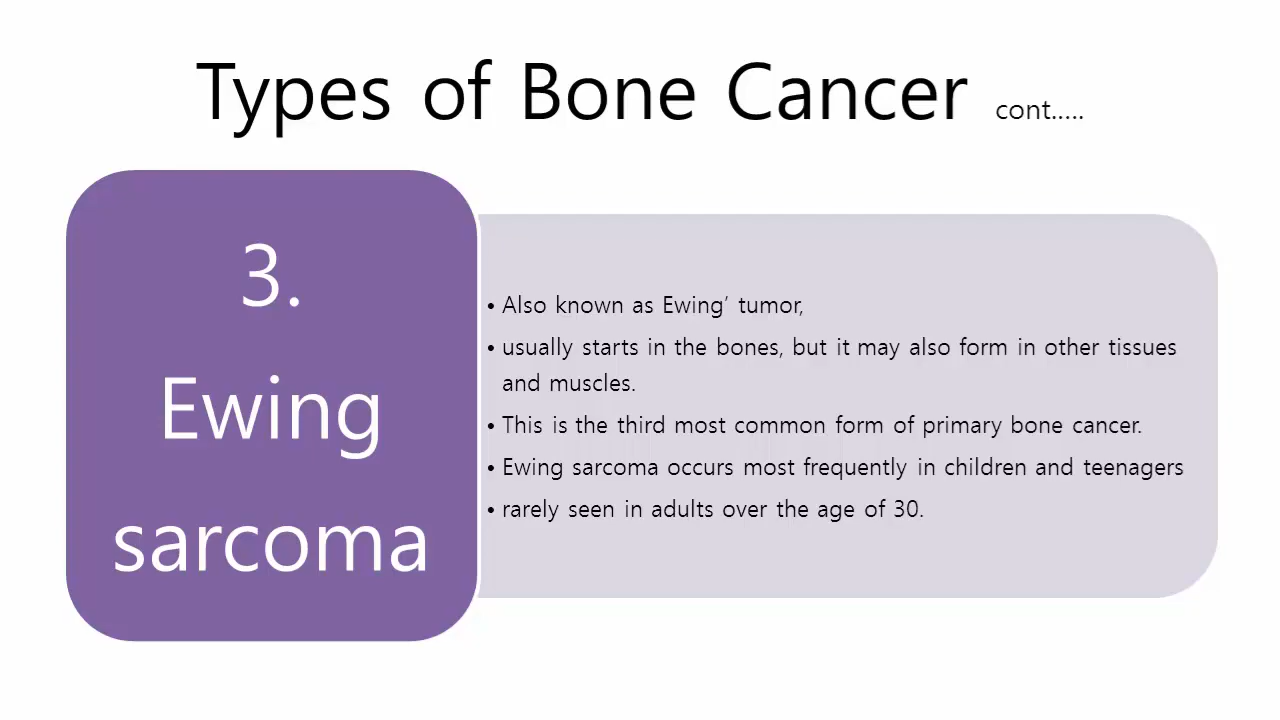 Types of Bone Cancer cont.....
3.
Ewing
sarcoma
• Also known as Ewing’ tumor,
• usually starts in the bones, but it may also form in other tissues
and muscles.
• This is the third most common form of primary bone cancer.
• Ewing sarcoma occurs most frequently in children and teenagers
• rarely seen in adults over the age of 30.